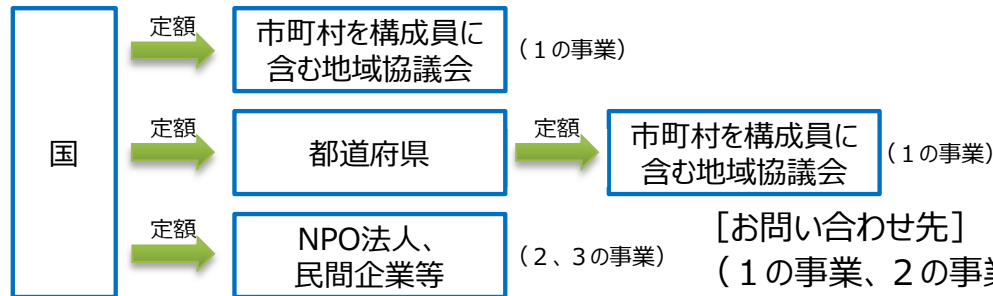 国
定額
市町村を構成員に
含む地域協議会
（１の事業）
定額
都道府県
定額
市町村を構成員に
含む地域協議会
（１の事業）
定額
NPO法人、
民間企業等
（２、３の事業）
［お問い合わせ先］
（１の事業、２の事